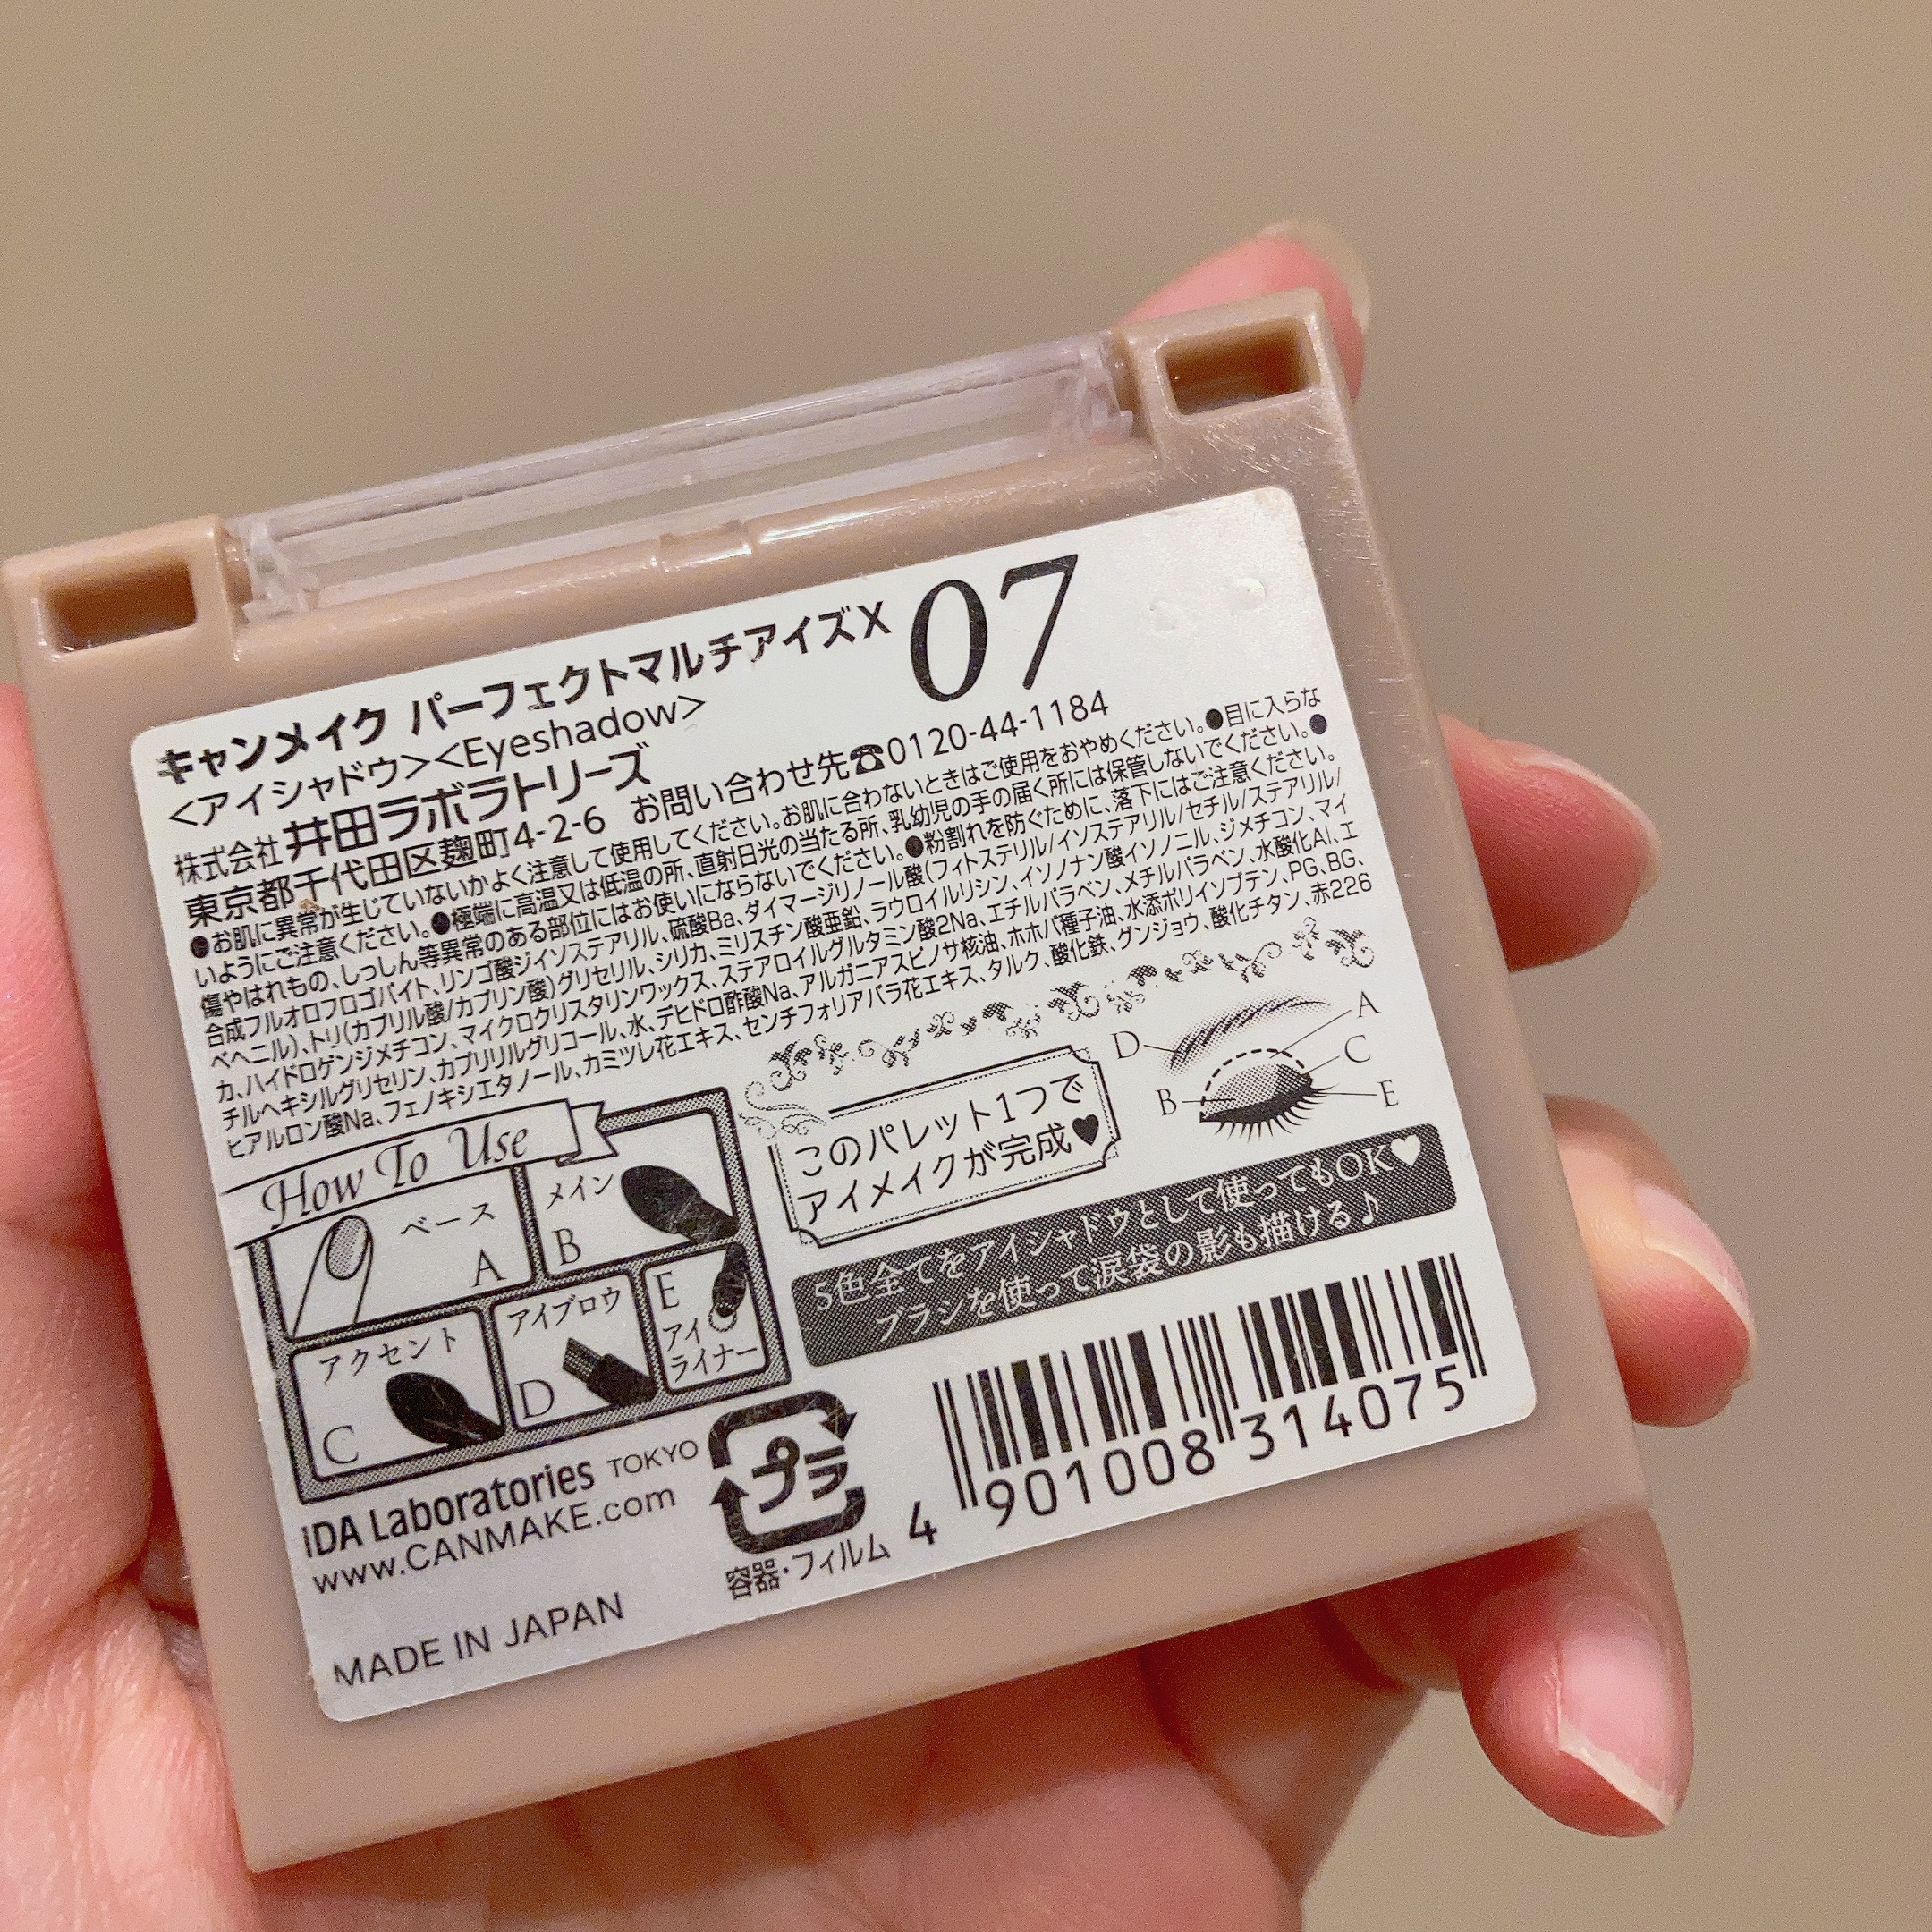 キャンメイク パーフェクトマルチアイズX 07
<アイシャドウ><Eyeshadow>
株式会社 井田ラボラトリーズ
東京都千代田区麹町4-2-6 お問い合わせ先☎0120-44-1184
●お肌に異常が生じていないかよく注意して使用してください。お肌に合わないときはご使用をおやめください。●目に入らな
いようにご注意ください。●極端に高温又は低温の所、直射日光の当たる所、乳幼児の手の届く所には保管しないでください。●
傷やはれもの、しっしん等異常のある部位にはお使いにならないでください。●粉割れを防ぐために、落下にはご注意ください。
合成フルオロフロゴパイト、リンゴ酸ジイソステアリル、硫酸Ba、ダイマージリノール酸(フィトステリル/イソステアリル/セチル/ステアリル/
ベヘニル)、トリ(カプリル酸/カプリン酸)グリセリル、シリカ、ミリスチン酸亜鉛、ラウロイルリシン、イソノナン酸イソノニル、ジメチコン、マイ
カ、ハイドロゲンジメチコン、マイクロクリスタリンワックス、ステアロイルグルタミン酸2Na、エチルパラベン、メチルパラベン、水酸化Al、エ
チルヘキシルグリセリン、カプリリルグリコール、水、デヒドロ酢酸Na、アルガニアスピノサ核油、ホホバ種子油、水添ポリイソブテン、PG、BG、
ヒアルロン酸Na、フェノキシエタノール、カミツレ花エキス、センチフォリアバラ花エキス、タルク、酸化鉄、グンジョウ、酸化チタン、赤226
How To Use
ベース
A
メイン
B
アクセント
C
アイブロウ
D
E
アイ
ライナー
このパレット1つで
アイメイクが完成♥
D
B
A
C
E
5色全てをアイシャドウとして使ってもOK♥
ブラシを使って涙袋の影も描ける♪
IDA Laboratories TOKYO
www.CANMAKE.com
MADE IN JAPAN
プラ
容器・フィルム
4 901008 314075